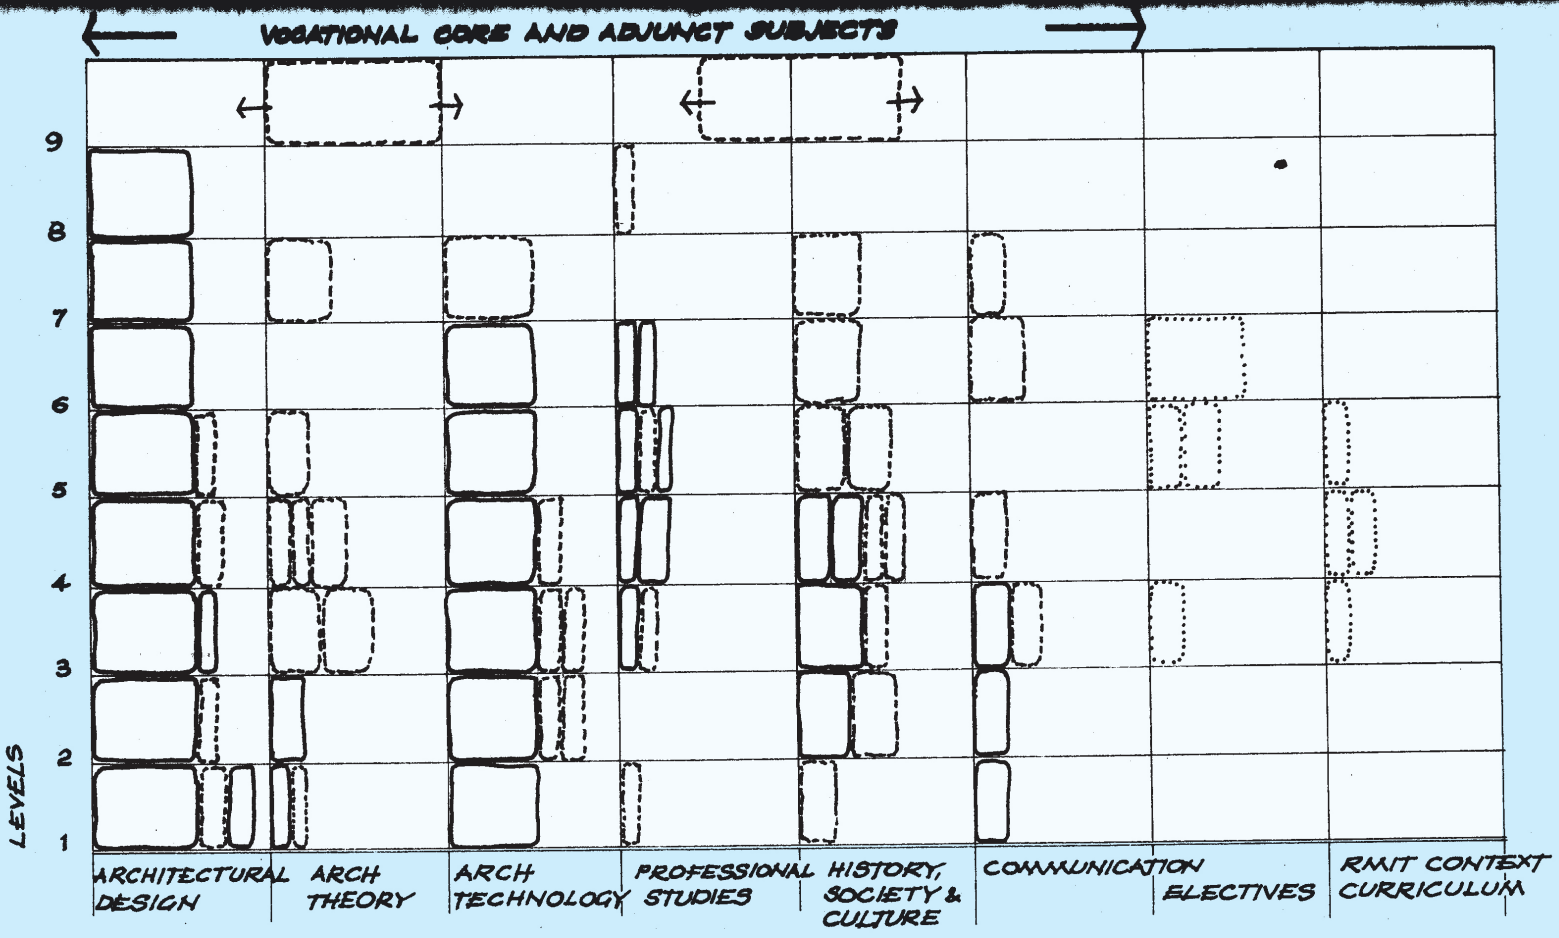 VOCATIONAL CORE AND ADJUNCT SUBJECTS
9
8
7
6
5
4
3
2
1
LEVELS
ARCHITECTURAL
DESIGN
ARCH
THEORY
ARCH
TECHNOLOGY
PROFESSIONAL
STUDIES
HISTORY,
SOCIETY &
CULTURE
COMMUNICATION
ELECTIVES
RMIT CONTEXT
CURRICULUM